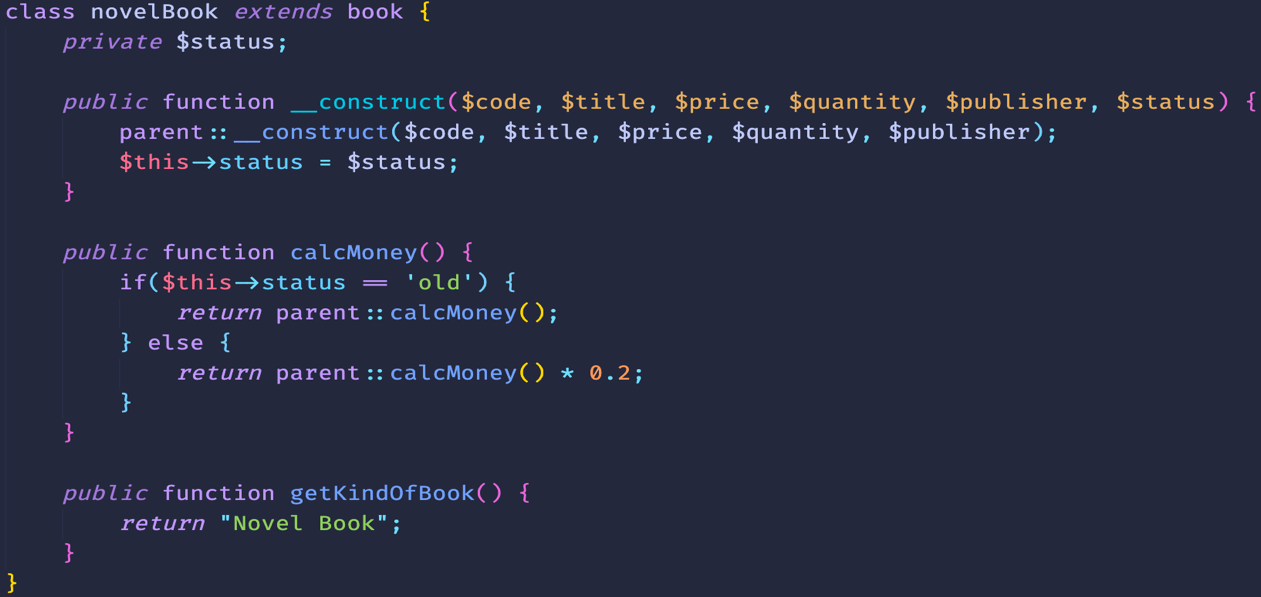 class novelBook extends book {
    private $status;

    public function __construct($code, $title, $price, $quantity, $publisher, $status) {
        parent::__construct($code, $title, $price, $quantity, $publisher);
        $this->status = $status;
    }

    public function calcMoney() {
        if($this->status == 'old') {
            return parent::calcMoney();
        } else {
            return parent::calcMoney() * 0.2;
        }
    }

    public function getKindOfBook() {
        return "Novel Book";
    }
}